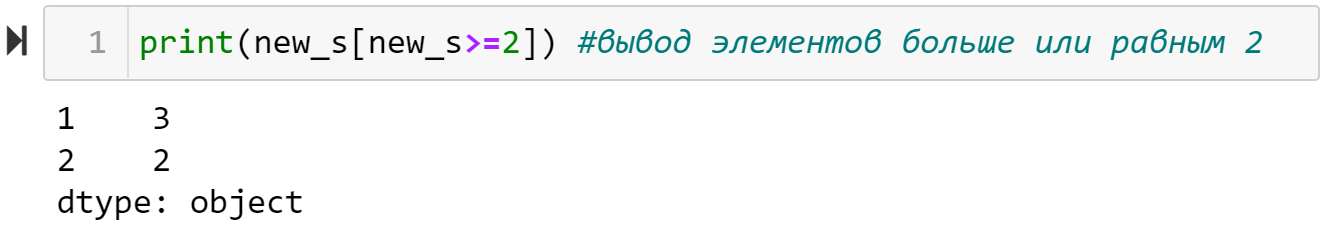 1 print(new_s[new_s>=2]) #вывод элементов больше или равным 2
1 3
2 2
dtype: object